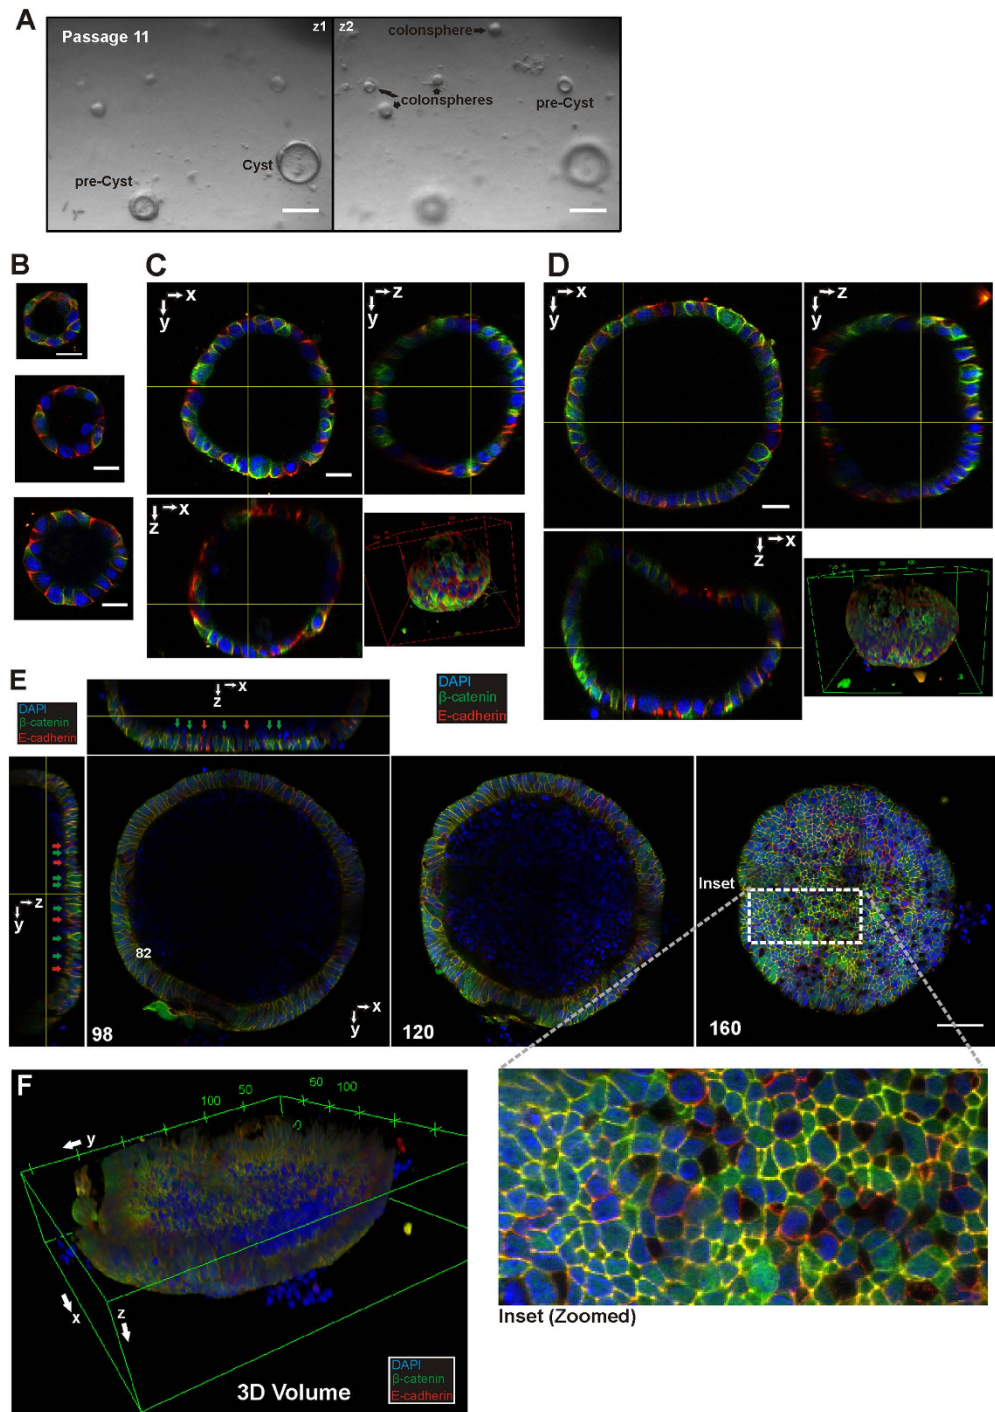 A
Passage 11
z1
z2
colonsphere
colonspheres
pre-Cyst
Cyst
pre-Cyst
B
C
D
x
y
z
y
x
y
z
y
x
z
x
z
E
DAPI
β-catenin
E-cadherin
x
z
DAPI
β-catenin
E-cadherin
z
y
82
x
y
98
120
Inset
160
F
100
50
50
100
y
x
z
3D Volume
DAPI
β-catenin
E-cadherin
Inset (Zoomed)